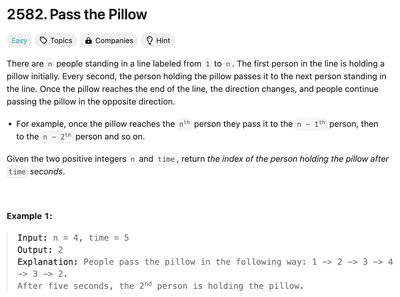 2582. Pass the Pillow
Easy Topics Companies Hint
There are n people standing in a line labeled from 1 to n. The first person in the line is holding a
pillow initially. Every second, the person holding the pillow passes it to the next person standing in
the line. Once the pillow reaches the end of the line, the direction changes, and people continue
passing the pillow in the opposite direction.
• For example, once the pillow reaches the nth person they pass it to the n - 1th person, then
to the n - 2th person and so on.
Given the two positive integers n and time, return the index of the person holding the pillow after
time seconds.
Example 1:
Input: n = 4, time = 5
Output: 2
Explanation: People pass the pillow in the following way: 1 -> 2 -> 3 -> 4
-> 3 -> 2.
After five seconds, the 2nd person is holding the pillow.